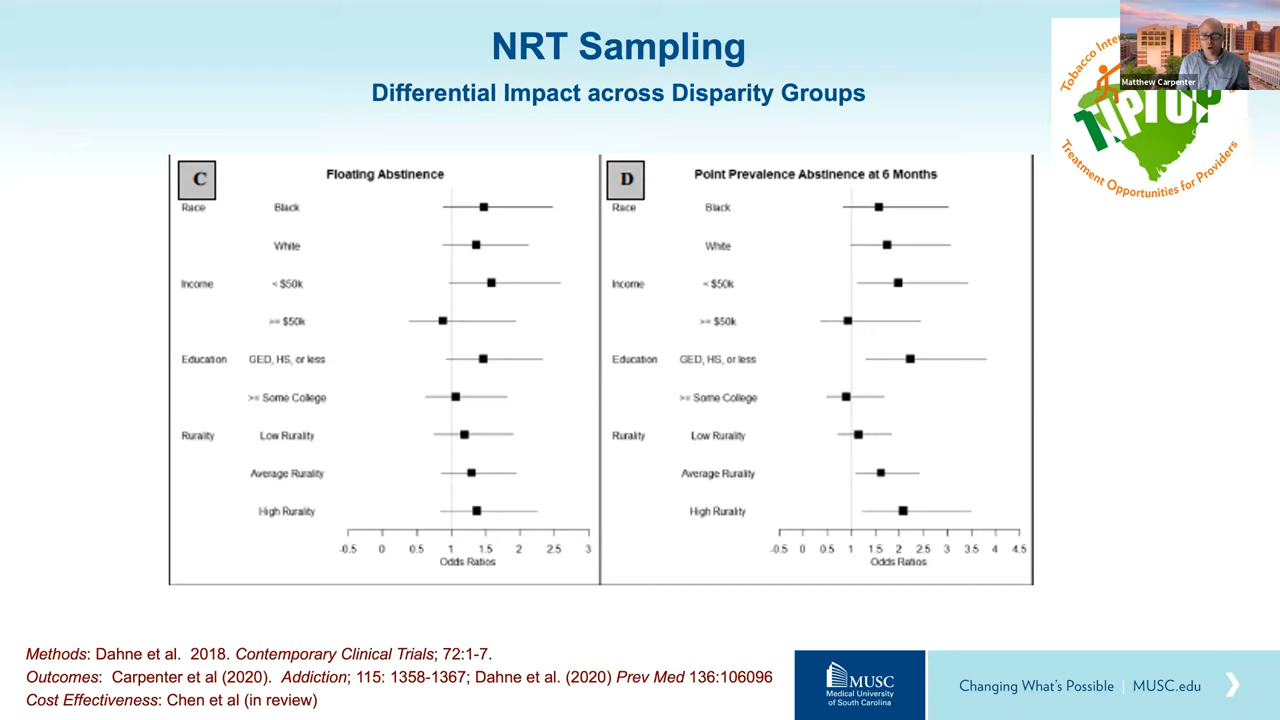 NRT Sampling
Differential Impact across Disparity Groups
Matthew Carpenter
Tobacco Inte
TIPTOP
Treatment Opportunities for Providers
C
Floating Abstinence
Race Black
White
Income < $50k
>= $50k
Education GED, HS, or less
>= Some College
Rurality Low Rurality
Average Rurality
High Rurality
-0.5 0 0.5 1 1.5 2 2.5 3
Odds Ratios
D
Point Prevalence Abstinence at 6 Months
Race Black
White
Income < $50k
>= $50k
Education GED, HS, or less
>= Some College
Rurality Low Rurality
Average Rurality
High Rurality
-0.5 0 0.5 1 1.5 2 2.5 3 3.5 4 4.5
Odds Ratios
Methods: Dahne et al. 2018. Contemporary Clinical Trials; 72:1-7.
Outcomes: Carpenter et al (2020). Addiction; 115: 1358-1367; Dahne et al. (2020) Prev Med 136:106096
Cost Effectiveness: Chen et al (in review)
MUSC
Medical University
of South Carolina
Changing What's Possible | MUSC.edu